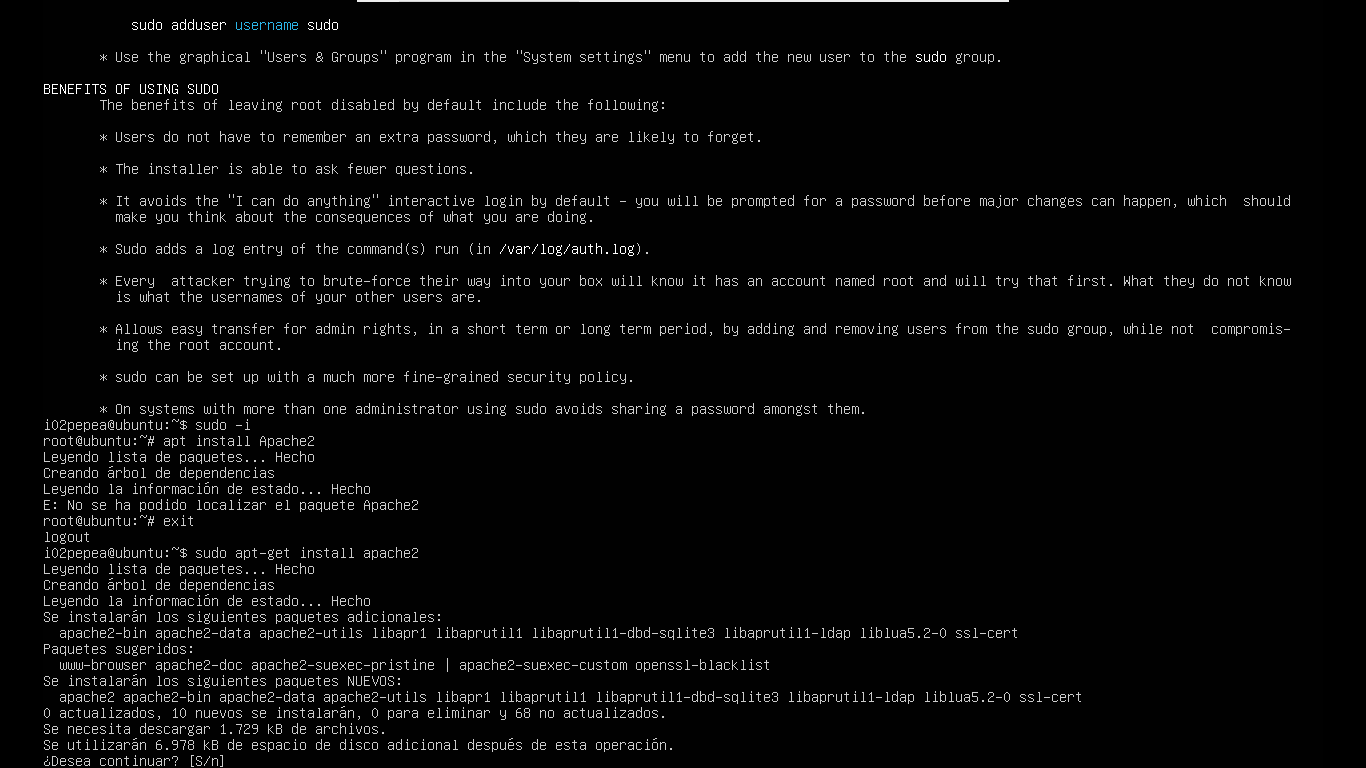 sudo adduser username sudo
* Use the graphical "Users & Groups" program in the "System settings" menu to add the new user to the sudo group.
BENEFITS OF USING SUDO
The benefits of leaving root disabled by default include the following:
* Users do not have to remember an extra password, which they are likely to forget.
* The installer is able to ask fewer questions.
* It avoids the "I can do anything" interactive login by default - you will be prompted for a password before major changes can happen, which  should
make you think about the consequences of what you are doing.
* Sudo adds a log entry of the command(s) run (in /var/log/auth.log).
* Every  attacker trying to brute-force their way into your box will know it has an account named root and will try that first. What they do not know
is what the usernames of your other users are.
* Allows easy transfer for admin rights, in a short term or long term period, by adding and removing users from the sudo group, while not  compromis-
ing the root account.
* sudo can be set up with a much more fine-grained security policy.
* On systems with more than one administrator using sudo avoids sharing a password amongst them.
i02pepea@ubuntu:~$ sudo -i
root@ubuntu:~# apt install Apache2
Leyendo lista de paquetes... Hecho
Creando árbol de dependencias
Leyendo la información de estado... Hecho
E: No se ha podido localizar el paquete Apache2
root@ubuntu:~# exit
logout
i02pepea@ubuntu:~$ sudo apt-get install apache2
Leyendo lista de paquetes... Hecho
Creando árbol de dependencias
Leyendo la información de estado... Hecho
Se instalarán los siguientes paquetes adicionales:
apache2-bin apache2-data apache2-utils libapr1 libaprutil1 libaprutil1-dbd-sqlite3 libaprutil1-ldap liblua5.2-0 ssl-cert
Paquetes sugeridos:
www-browser apache2-doc apache2-suexec-pristine | apache2-suexec-custom openssl-blacklist
Se instalarán los siguientes paquetes NUEVOS:
apache2 apache2-bin apache2-data apache2-utils libapr1 libaprutil1 libaprutil1-dbd-sqlite3 libaprutil1-ldap liblua5.2-0 ssl-cert
0 actualizados, 10 nuevos se instalarán, 0 para eliminar y 68 no actualizados.
Se necesita descargar 1.729 kB de archivos.
Se utilizarán 6.978 kB de espacio de disco adicional después de esta operación.
¿Desea continuar? [S/n]